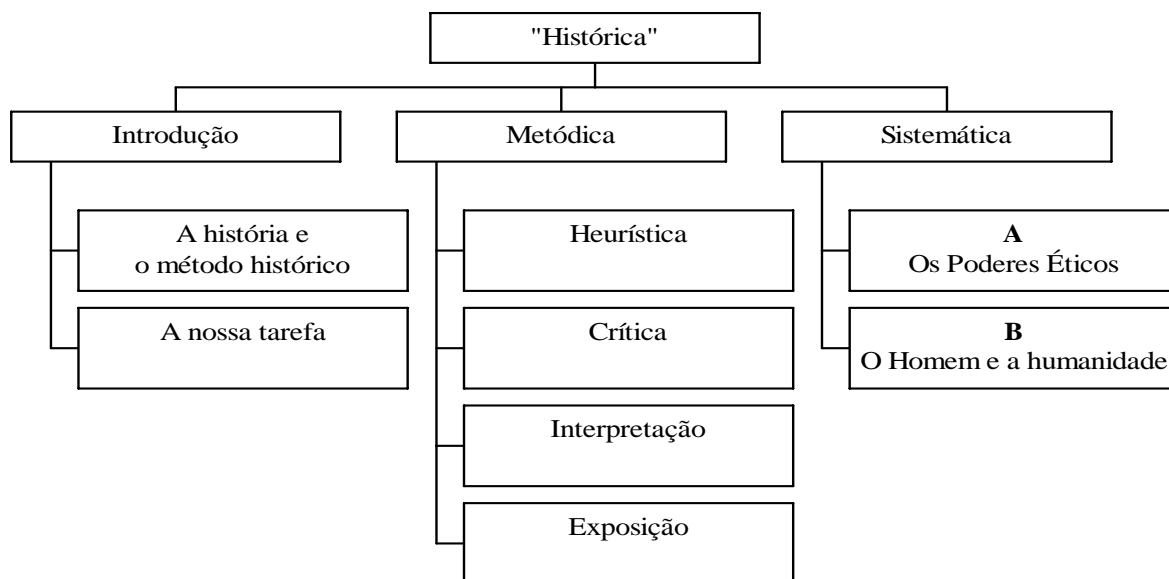 "Histórica"
Introdução
A história e
o método histórico
A nossa tarefa
Metódica
Heurística
Crítica
Interpretação
Exposição
Sistemática
A
Os Poderes Éticos
B
O Homem e a humanidade